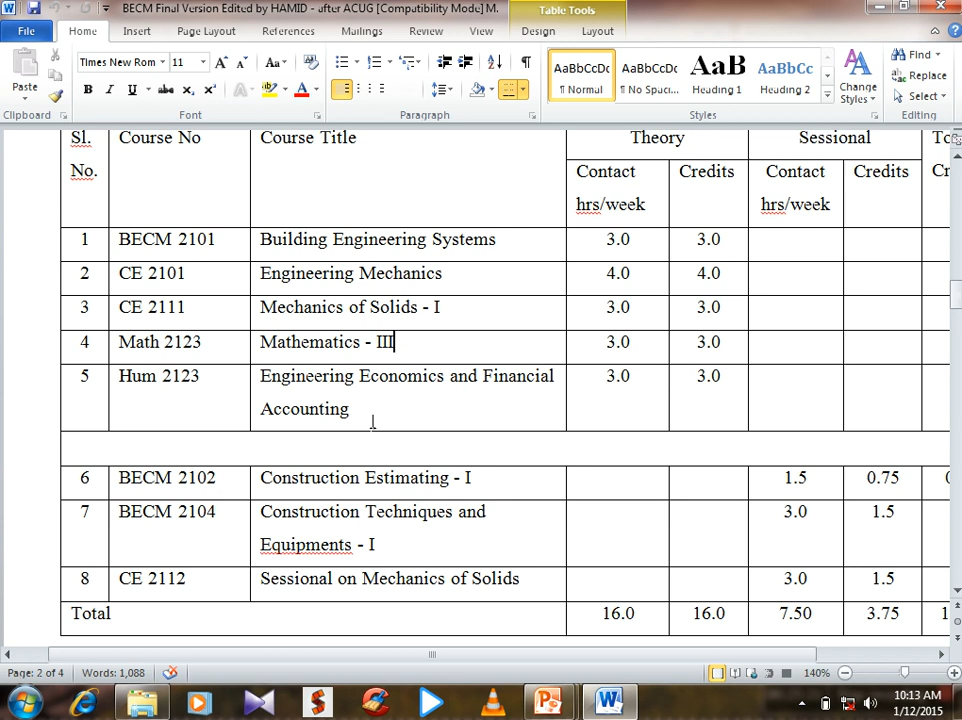 BECM Final Version Edited by HAMID - after ACUG [Compatibility Mode] M.
Table Tools
File Home Insert Page Layout References Mailings Review View Design Layout
Paste
Clipboard
Times New Rom 11
Font
Paragraph
AaBbCcDc AaBbCcDc AaBbC AaBbCc
¶ Normal ¶ No Spaci... Heading 1 Heading 2
Change Styles
Styles
Find
Replace
Select
Editing
Sl. No. Course No Course Title Theory Sessional
Contact hrs/week Credits Contact hrs/week Credits
1 BECM 2101 Building Engineering Systems 3.0 3.0
2 CE 2101 Engineering Mechanics 4.0 4.0
3 CE 2111 Mechanics of Solids - I 3.0 3.0
4 Math 2123 Mathematics - III 3.0 3.0
5 Hum 2123 Engineering Economics and Financial 3.0 3.0
Accounting
6 BECM 2102 Construction Estimating - I 1.5 0.75
7 BECM 2104 Construction Techniques and 3.0 1.5
Equipments - I
8 CE 2112 Sessional on Mechanics of Solids 3.0 1.5
Total 16.0 16.0 7.50 3.75
Page: 2 of 4 Words: 1,088 140%
10:13 AM
1/12/2015